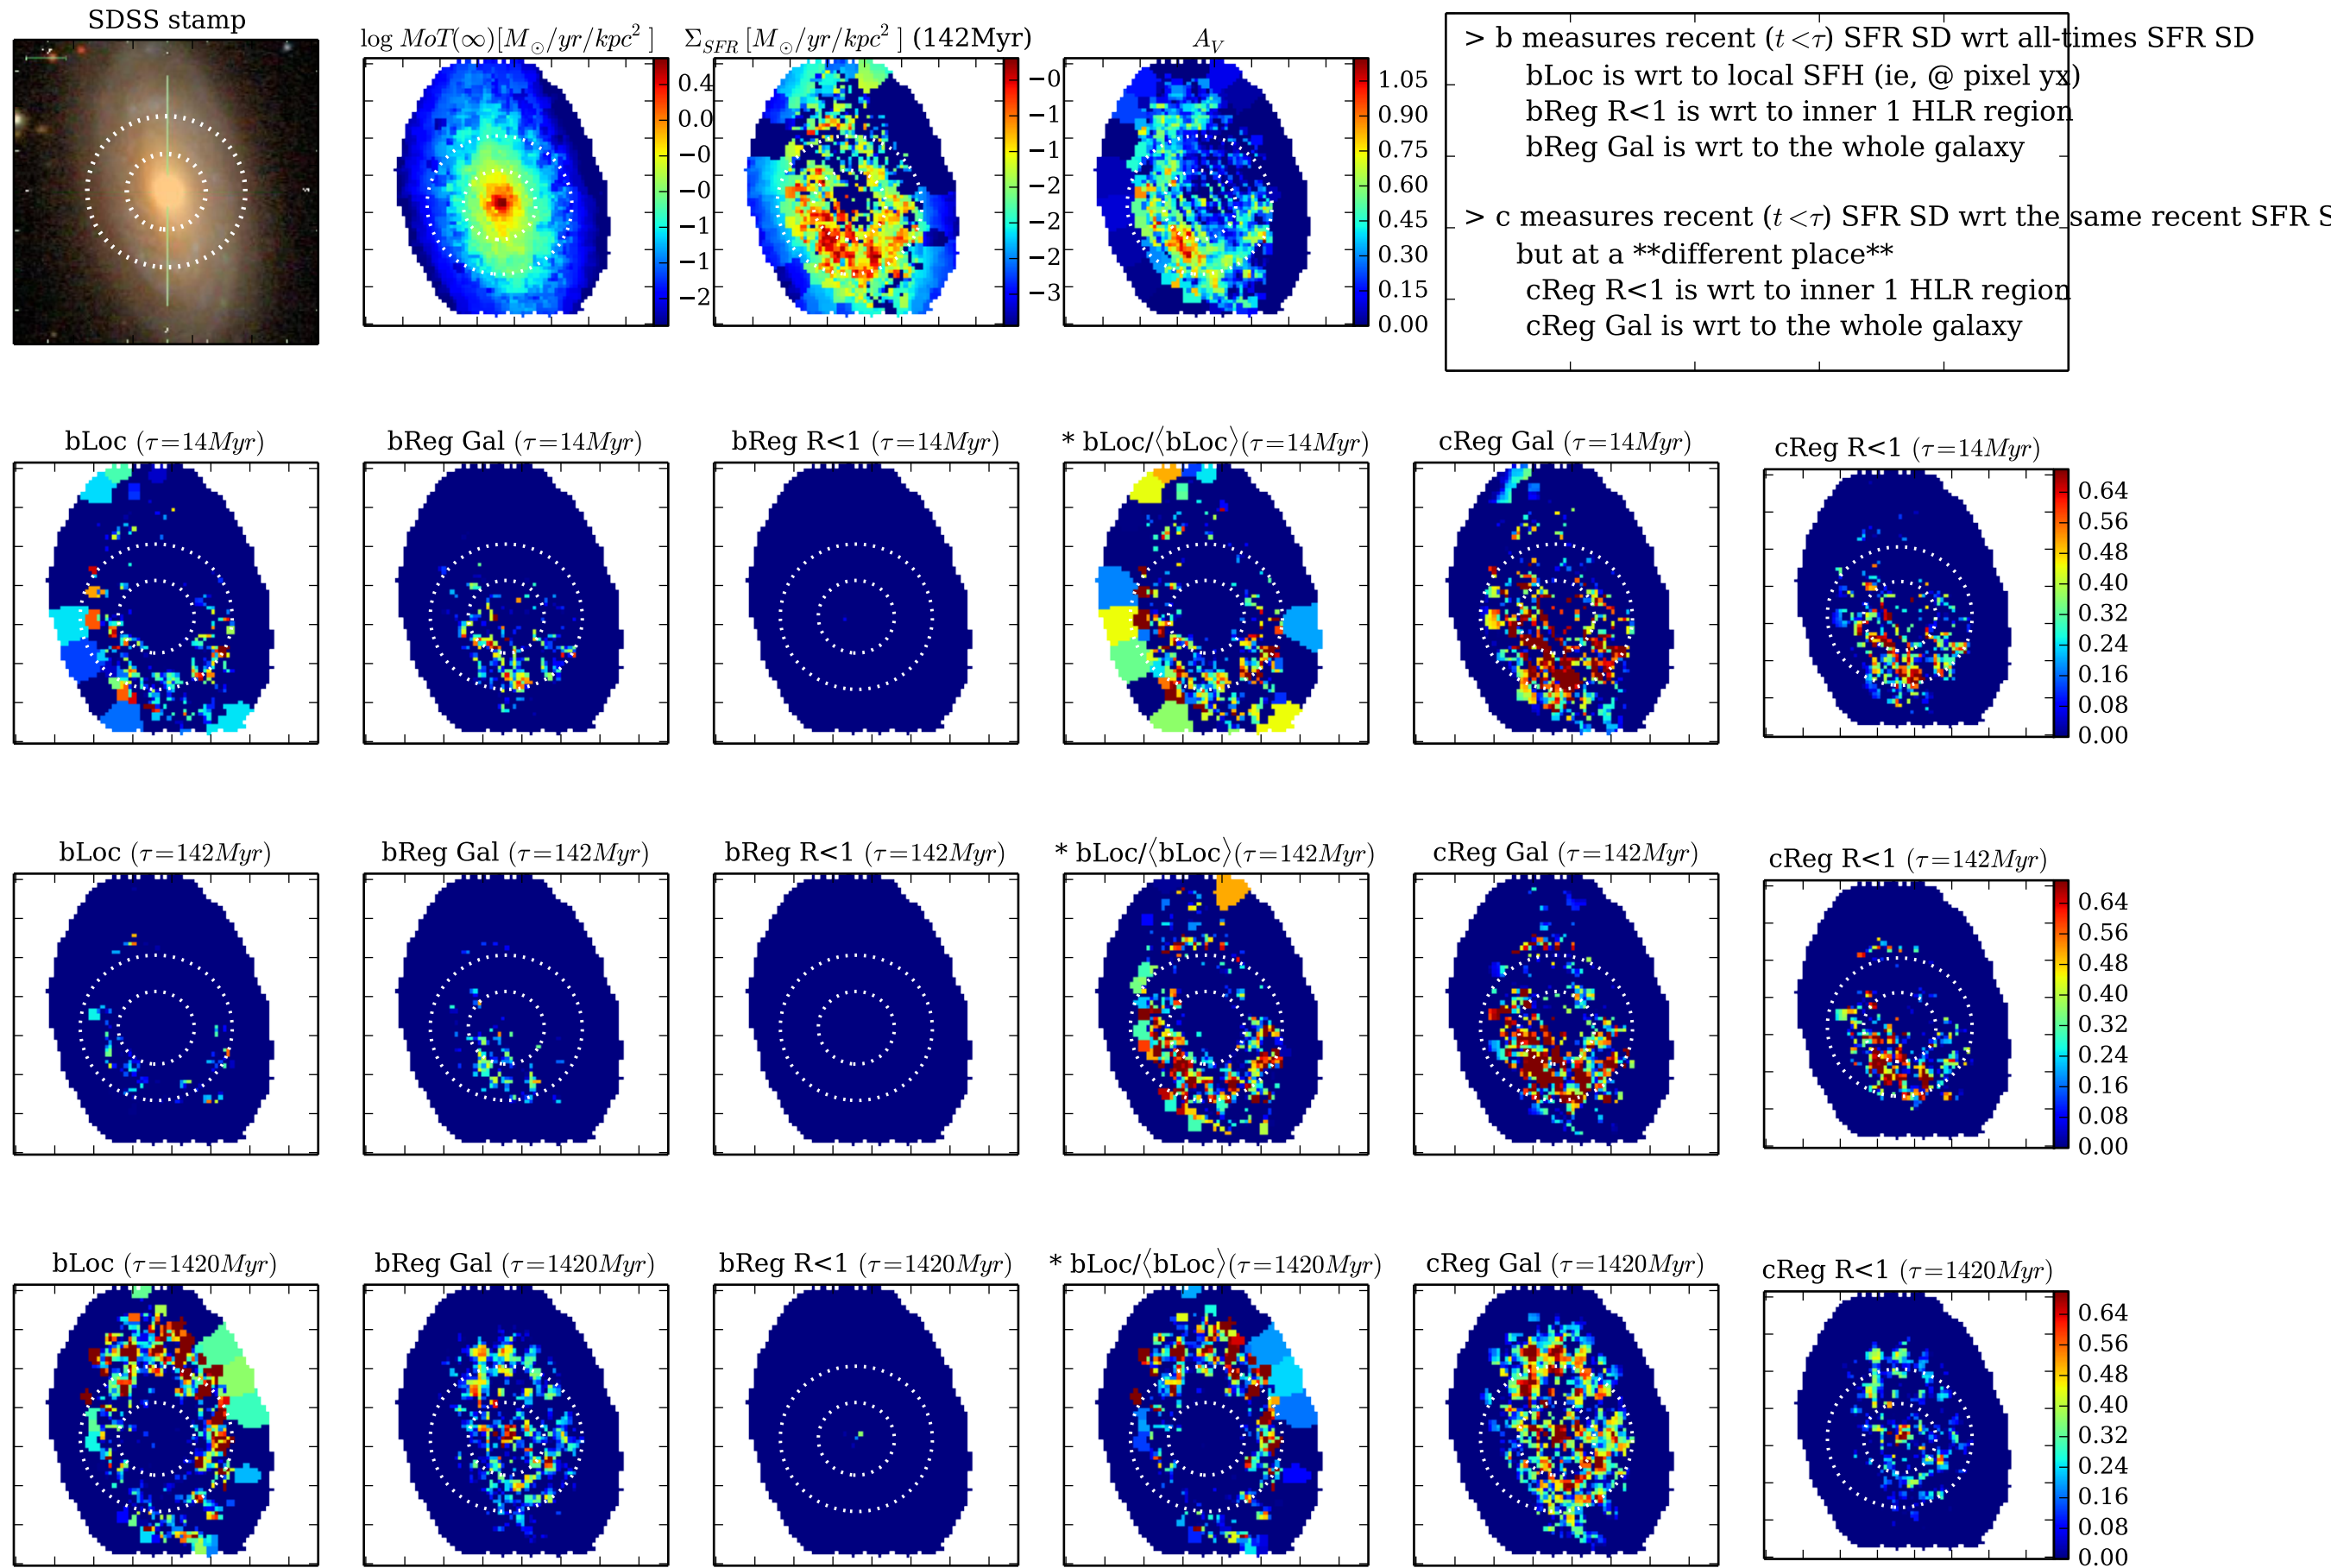 SDSS stamp
log MoT(∞)[M⊙/yr/kpc² ]
Σ_SFR [M⊙/yr/kpc² ] (142Myr)
A_V
0.4
0.0
−0
−0
−1
−1
−1
−2
−0
−1
−1
−2
−2
−2
−3
1.05
0.90
0.75
0.60
0.45
0.30
0.15
0.00
> b measures recent (t <τ) SFR SD wrt all-times SFR SD
bLoc is wrt to local SFH (ie, @ pixel yx)
bReg R<1 is wrt to inner 1 HLR region
bReg Gal is wrt to the whole galaxy
> c measures recent (t <τ) SFR SD wrt the same recent SFR S
but at a **different place**
cReg R<1 is wrt to inner 1 HLR region
cReg Gal is wrt to the whole galaxy
bLoc (τ =14Myr)
bReg Gal (τ =14Myr)
bReg R<1 (τ =14Myr)
* bLoc/⟨bLoc⟩(τ =14Myr)
cReg Gal (τ =14Myr)
cReg R<1 (τ =14Myr)
0.64
0.56
0.48
0.40
0.32
0.24
0.16
0.08
0.00
bLoc (τ =142Myr)
bReg Gal (τ =142Myr)
bReg R<1 (τ =142Myr)
* bLoc/⟨bLoc⟩(τ =142Myr)
cReg Gal (τ =142Myr)
cReg R<1 (τ =142Myr)
0.64
0.56
0.48
0.40
0.32
0.24
0.16
0.08
0.00
bLoc (τ =1420Myr)
bReg Gal (τ =1420Myr)
bReg R<1 (τ =1420Myr)
* bLoc/⟨bLoc⟩(τ =1420Myr)
cReg Gal (τ =1420Myr)
cReg R<1 (τ =1420Myr)
0.64
0.56
0.48
0.40
0.32
0.24
0.16
0.08
0.00